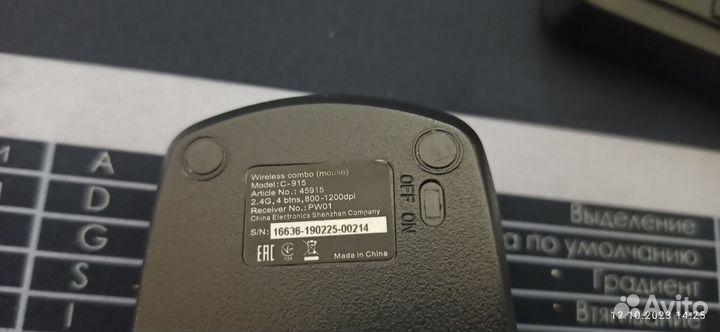 Wireless combo (mouse)
Model: C-915
Article No.: 45915
2.4G, 4 btns, 800-1200dpi
Receiver No.: PW01
China Electronics Shenzhen Company
S/N: 16636-190225-00214
EAC
Made in China
OFF ON
A
D
G
S
I
Выделение
а по умолчанию
Градиент
12.10.2023 14:25
Avito